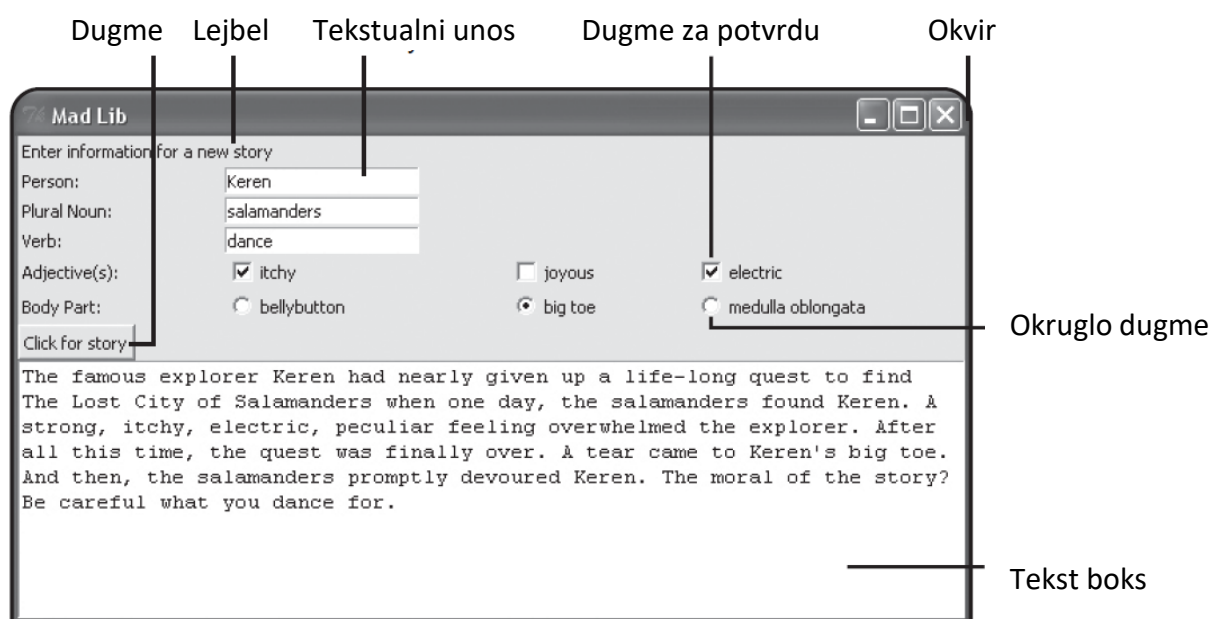 Dugme Lejbel Tekstualni unos Dugme za potvrdu Okvir
Mad Lib
Enter information for a new story
Person: Keren
Plural Noun: salamanders
Verb: dance
Adjective(s): itchy joyous electric
Body Part: bellybutton big toe medulla oblongata
Okruglo dugme
Click for story
The famous explorer Keren had nearly given up a life-long quest to find
The Lost City of Salamanders when one day, the salamanders found Keren. A
strong, itchy, electric, peculiar feeling overwhelmed the explorer. After
all this time, the quest was finally over. A tear came to Keren's big toe.
And then, the salamanders promptly devoured Keren. The moral of the story?
Be careful what you dance for.
Tekst boks